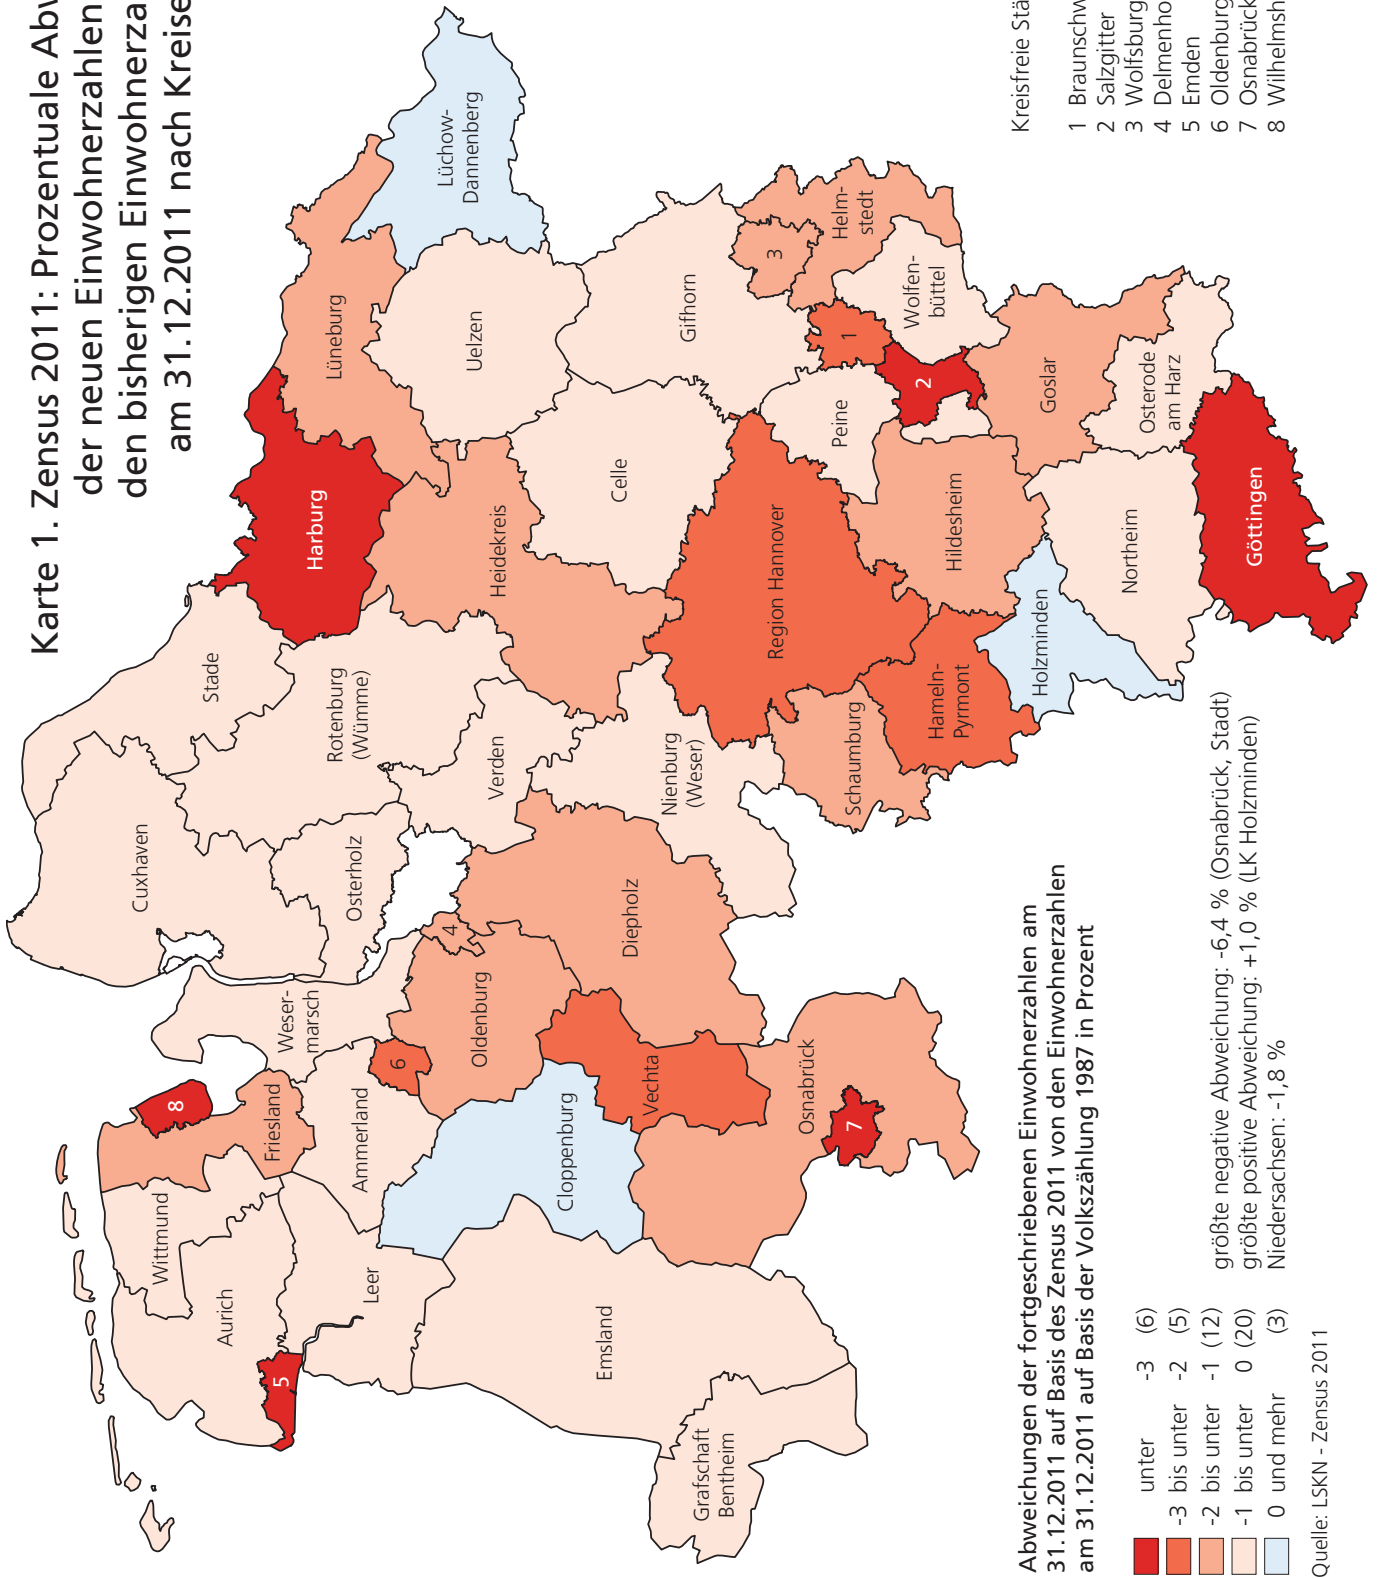 Karte 1. Zensus 2011: Prozentuale Abw
der neuen Einwohnerzahlen
den bisherigen Einwohnerza
am 31.12.2011 nach Kreise
Cuxhaven
Stade
Harburg
Lüneburg
Lüchow-
Dannenberg
Osterholz
Rotenburg
(Wümme)
Uelzen
Wittmund
Aurich
Friesland
8
Weser-
marsch
Ammerland
Leer
5
6
4
Oldenburg
Verden
Heidekreis
Celle
Gifhorn
Emsland
Cloppenburg
Vechta
Diepholz
Nienburg
(Weser)
Region Hannover
Grafschaft
Bentheim
Osnabrück
7
Schaumburg
Hameln-
Pyrmont
Hildesheim
Peine
1
2
3
Helm-
stedt
Wolfen-
büttel
Holzminden
Northeim
Goslar
Osterode
am Harz
Göttingen
Kreisfreie Stä
1 Braunschw
2 Salzgitter
3 Wolfsburg
4 Delmenho
5 Emden
6 Oldenburg
7 Osnabrück
8 Wilhelmsh
Abweichungen der fortgeschriebenen Einwohnerzahlen am
31.12.2011 auf Basis des Zensus 2011 von den Einwohnerzahlen
am 31.12.2011 auf Basis der Volkszählung 1987 in Prozent
unter -3 (6)
-3 bis unter -2 (5)
-2 bis unter -1 (12)
-1 bis unter 0 (20)
0 und mehr (3)
größte negative Abweichung: -6,4 % (Osnabrück, Stadt)
größte positive Abweichung: +1,0 % (LK Holzminden)
Niedersachsen: -1,8 %
Quelle: LSKN - Zensus 2011